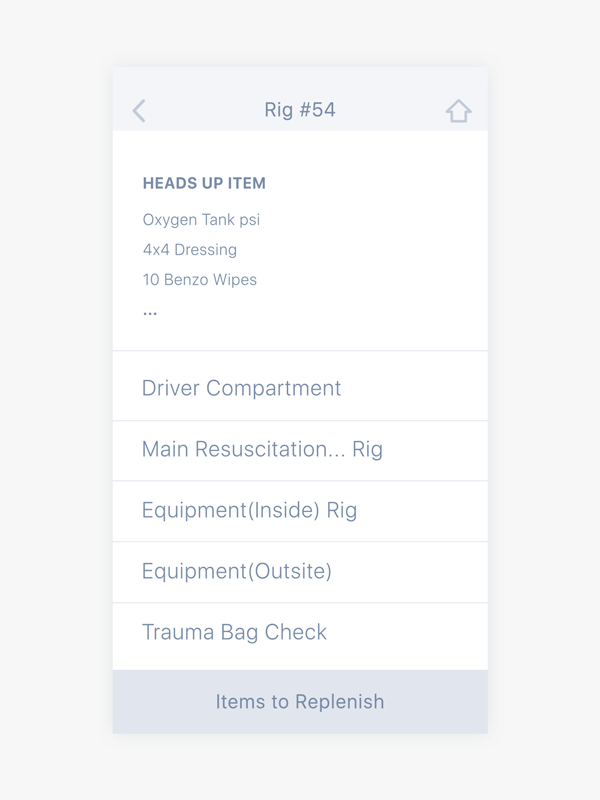 Rig #54
HEADS UP ITEM
Oxygen Tank psi
4x4 Dressing
10 Benzo Wipes
...
Driver Compartment
Main Resuscitation... Rig
Equipment(Inside) Rig
Equipment(Outsite)
Trauma Bag Check
Items to Replenish